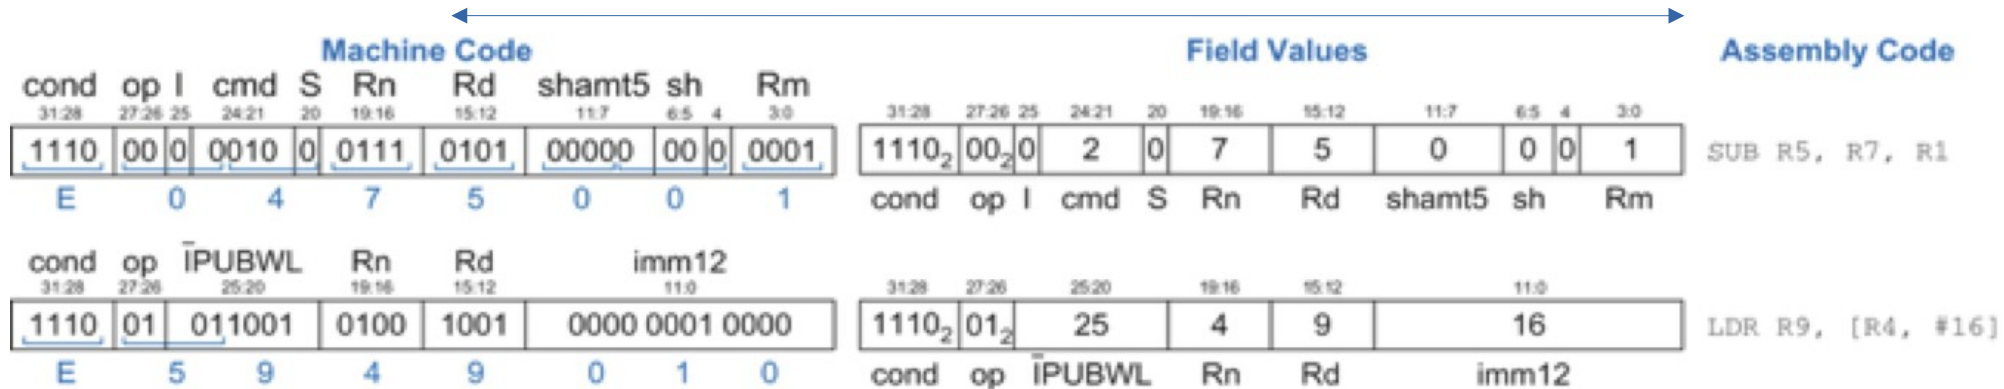 Machine Code Field Values Assembly Code
cond op I cmd S Rn Rd shamt5 sh Rm
31:28 27:26 25 24:21 20 19:16 15:12 11:7 6:5 4 3:0 31:28 27:26 25 24:21 20 19:16 15:12 11:7 6:5 4 3:0
1110 00 0 0010 0 0111 0101 00000 00 0 0001 1110₂ 00₂ 0 2 0 7 5 0 0 0 1 SUB R5, R7, R1
E 0 4 7 5 0 0 1 cond op I cmd S Rn Rd shamt5 sh Rm
cond op I̅PUBWL Rn Rd imm12
31:28 27:26 25:20 19:16 15:12 11:0 31:28 27:26 25:20 19:16 15:12 11:0
1110 01 011001 0100 1001 0000 0001 0000 1110₂ 01₂ 25 4 9 16 LDR R9, [R4, #16]
E 5 9 4 9 0 1 0 cond op I̅PUBWL Rn Rd imm12